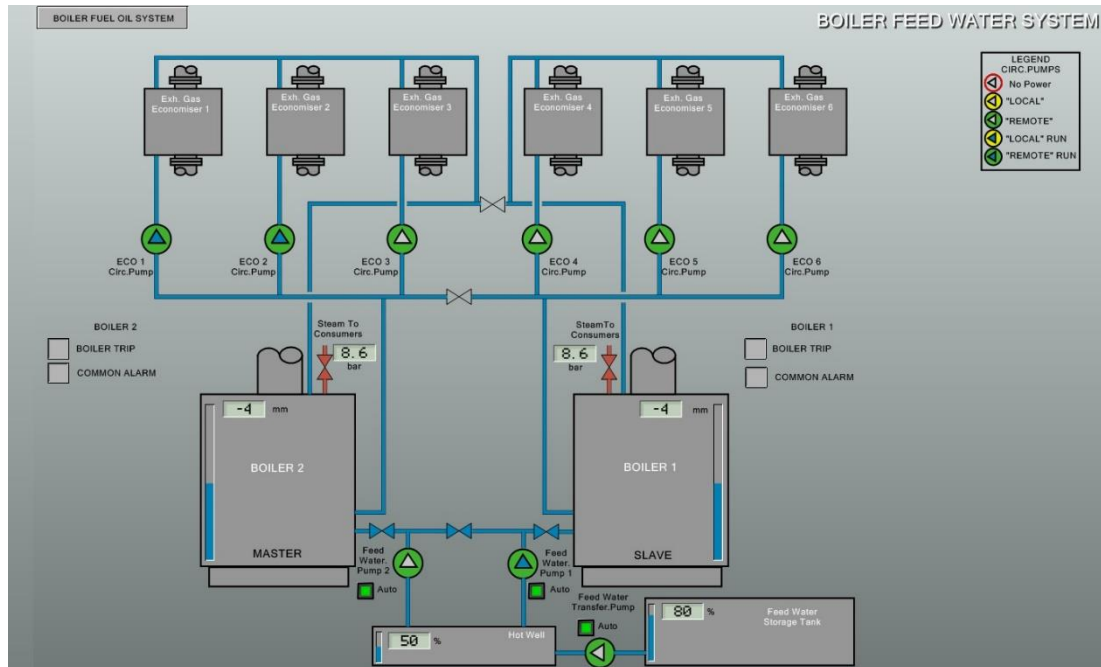 BOILER FUEL OIL SYSTEM
BOILER FEED WATER SYSTEM
LEGEND
CIRC.PUMPS
No Power
"LOCAL"
"REMOTE"
"LOCAL" RUN
"REMOTE" RUN
Exh. Gas
Economiser 1
Exh. Gas
Economiser 2
Exh. Gas
Economiser 3
Exh. Gas
Economiser 4
Exh. Gas
Economiser 5
Exh. Gas
Economiser 6
ECO 1
Circ.Pump
ECO 2
Circ.Pump
ECO 3
Circ.Pump
ECO 4
Circ.Pump
ECO 5
Circ.Pump
ECO 6
Circ.Pump
BOILER 2
BOILER TRIP
COMMON ALARM
Steam To
Consumers
8.6
bar
SteamTo
Consumers
8.6
bar
BOILER 1
BOILER TRIP
COMMON ALARM
-4 mm
BOILER 2
MASTER
-4 mm
BOILER 1
SLAVE
Feed
Water.
Pump 2
Auto
Feed
Water.
Pump 1
Auto
Feed Water
Transfer.Pump
Auto
50 %
Hot Well
80 %
Feed Water
Storage Tank